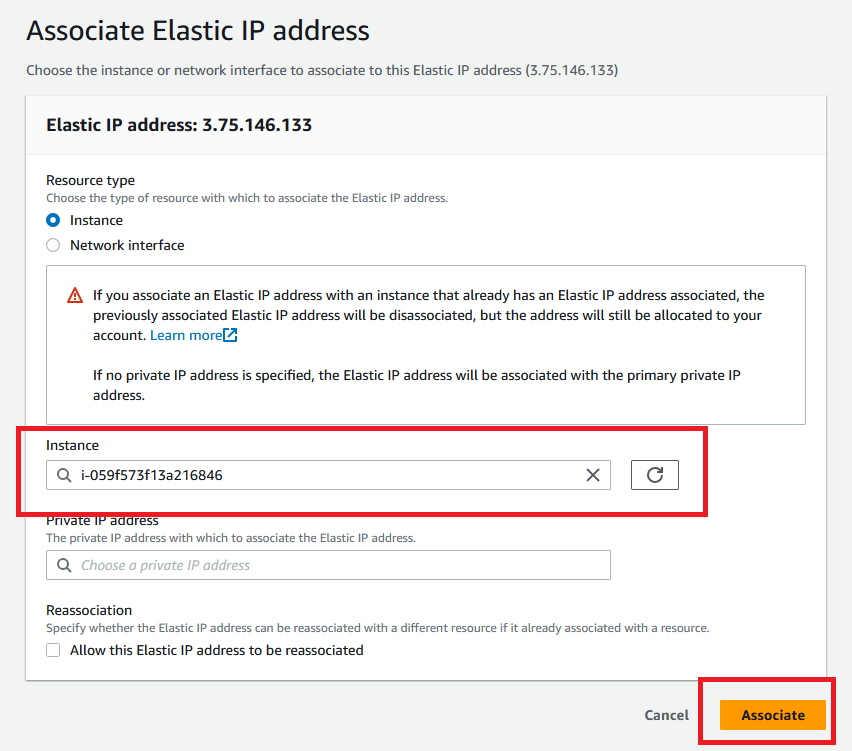 Associate Elastic IP address
Choose the instance or network interface to associate to this Elastic IP address (3.75.146.133)
Elastic IP address: 3.75.146.133
Resource type
Choose the type of resource with which to associate the Elastic IP address.
Instance
Network interface
If you associate an Elastic IP address with an instance that already has an Elastic IP address associated, the
previously associated Elastic IP address will be disassociated, but the address will still be allocated to your
account. Learn more
If no private IP address is specified, the Elastic IP address will be associated with the primary private IP
address.
Instance
i-059f573f13a216846
Private IP address
The private IP address with which to associate the Elastic IP address.
Choose a private IP address
Reassociation
Specify whether the Elastic IP address can be reassociated with a different resource if it already associated with a resource.
Allow this Elastic IP address to be reassociated
Cancel
Associate